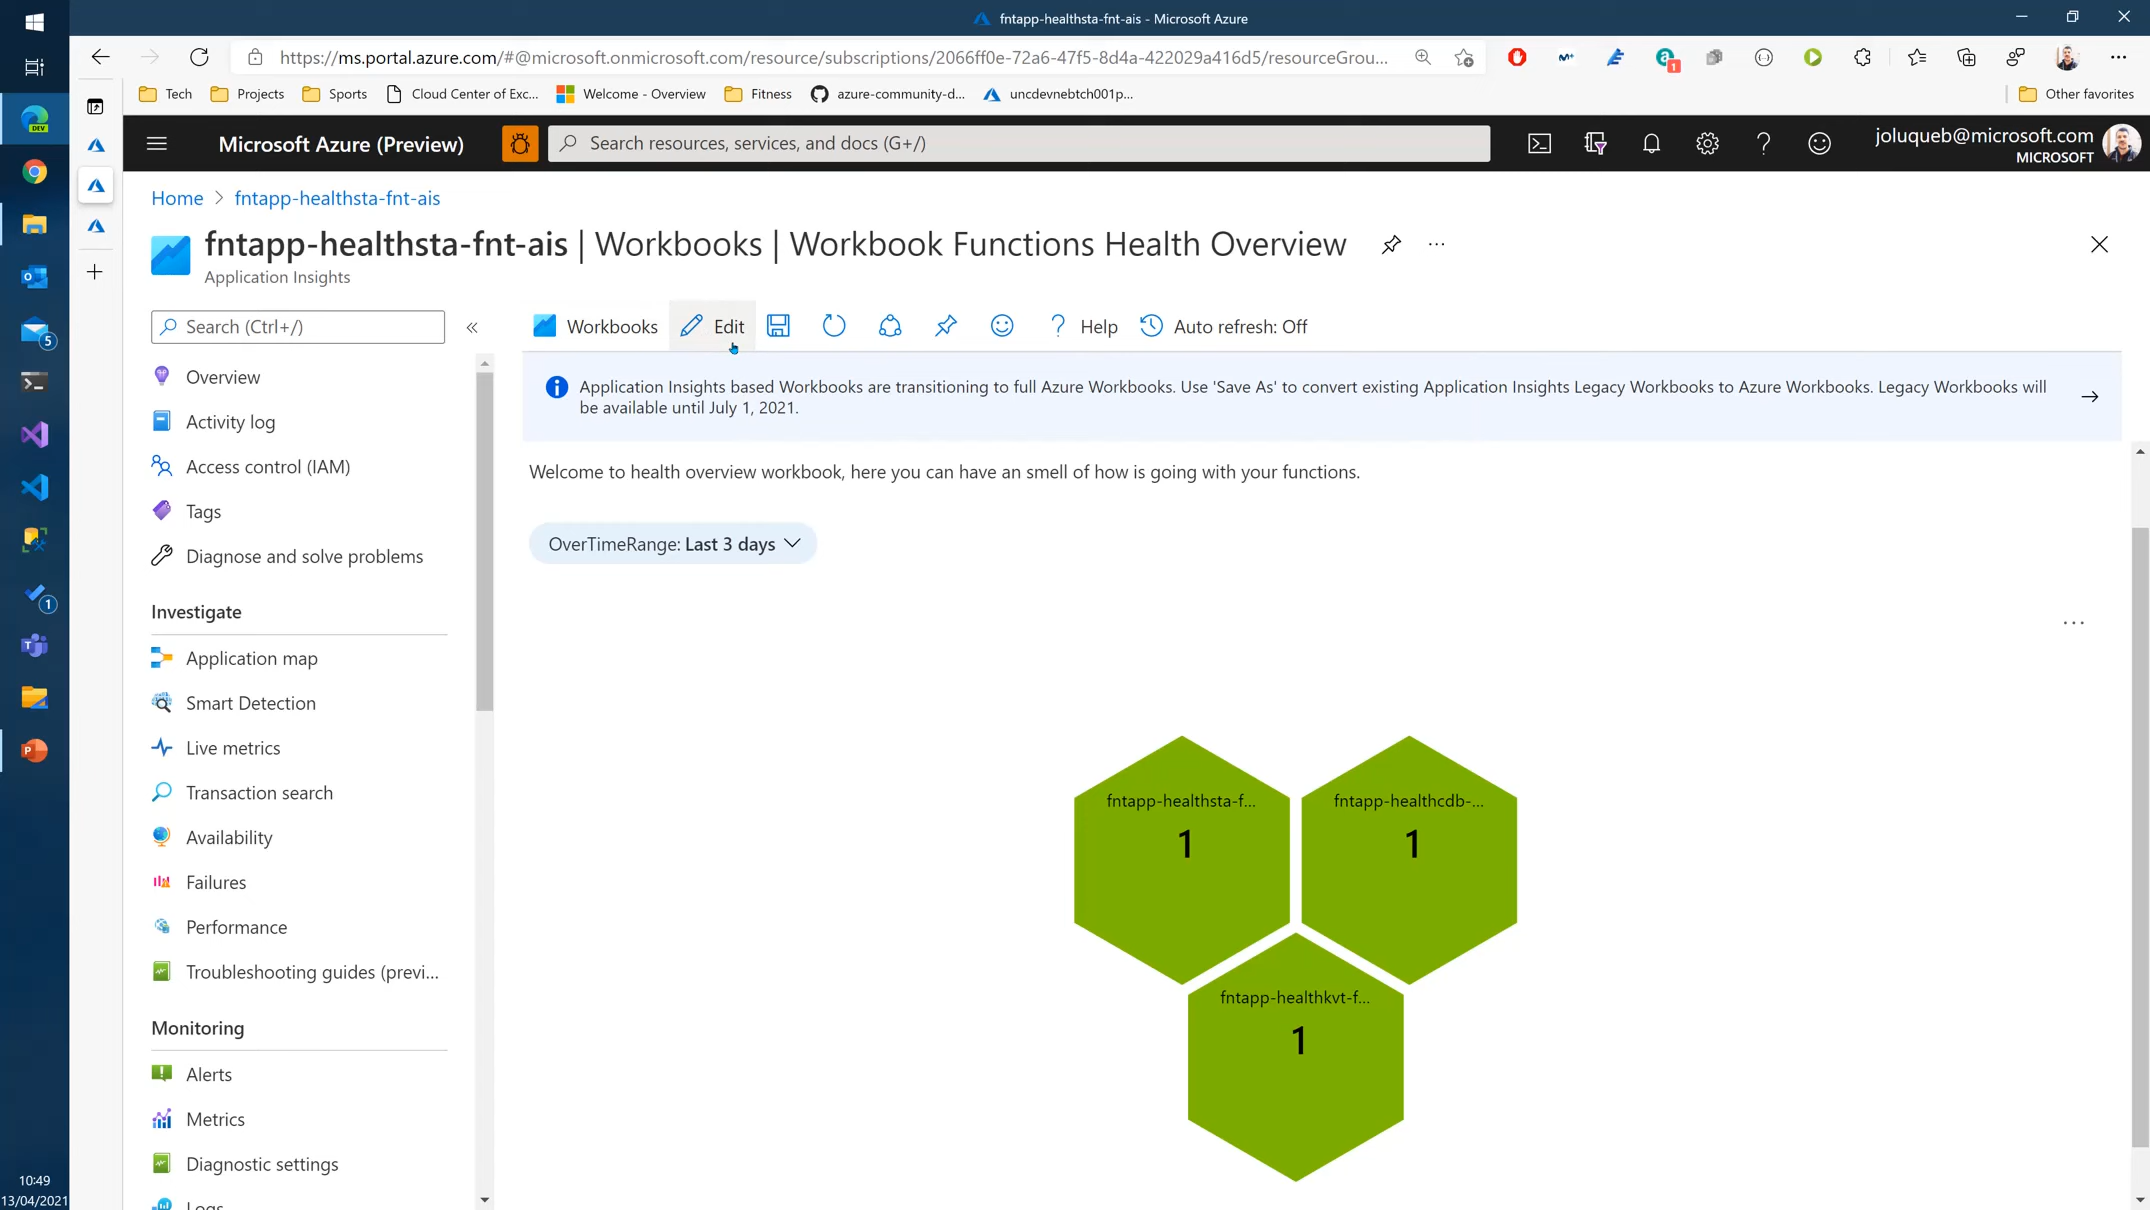 fntapp-healthsta-fnt-ais - Microsoft Azure
https://ms.portal.azure.com/#@microsoft.onmicrosoft.com/resource/subscriptions/2066ff0e-72a6-47f5-8d4a-422029a416d5/resourceGrou...
Tech
Projects
Sports
Cloud Center of Exc...
Welcome - Overview
Fitness
azure-community-d...
uncdevnebtch001p...
Other favorites
Microsoft Azure (Preview)
Search resources, services, and docs (G+/)
joluqueb@microsoft.com
MICROSOFT
Home > fntapp-healthsta-fnt-ais
fntapp-healthsta-fnt-ais | Workbooks | Workbook Functions Health Overview
Application Insights
Search (Ctrl+/)
Workbooks
Edit
Help
Auto refresh: Off
Application Insights based Workbooks are transitioning to full Azure Workbooks. Use 'Save As' to convert existing Application Insights Legacy Workbooks to Azure Workbooks. Legacy Workbooks will
be available until July 1, 2021.
Welcome to health overview workbook, here you can have an smell of how is going with your functions.
OverTimeRange: Last 3 days
Overview
Activity log
Access control (IAM)
Tags
Diagnose and solve problems
Investigate
Application map
Smart Detection
Live metrics
Transaction search
Availability
Failures
Performance
Troubleshooting guides (previ...
Monitoring
Alerts
Metrics
Diagnostic settings
Logs
fntapp-healthsta-f...
1
fntapp-healthcdb-...
1
fntapp-healthkvt-f...
1
DEV
5
1
1
10:49
13/04/2021